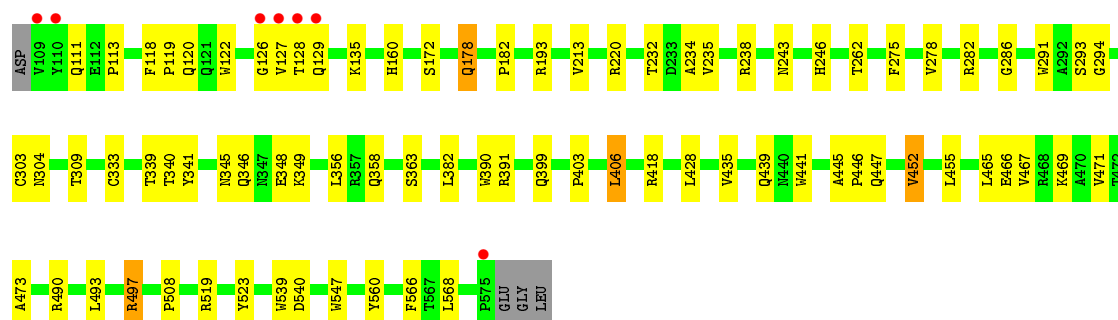 ASP V109 Y110 Q111 E112 P113 F118 P119 Q120 Q121 W122 G126 V127 T128 Q129 K135 H160 S172 Q178 P182 R193 V213 R220 T232 D233 A234 V235 R238 N243 H246 T262 F275 V278 R282 G286 W291 A292 S293 G294
C303 N304 T309 C333 T339 T340 Y341 N345 Q346 N347 E348 K349 L356 R357 Q358 S363 L382 W390 R391 Q399 P403 L406 R418 L428 V435 Q439 N440 W441 A445 P446 Q447 V452 L455 L465 E466 V467 R468 K469 A470 V471 T472
A473 R490 L493 R497 P508 R519 Y523 W539 D540 W547 Y560 F566 T567 L568 P575 GLU GLY LEU